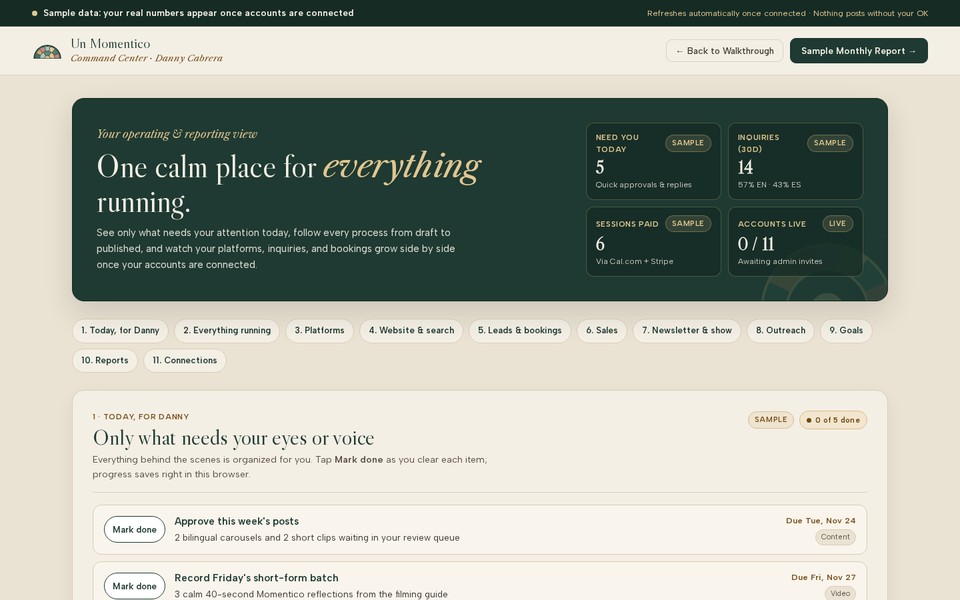 Sample data: your real numbers appear once accounts are connected
Refreshes automatically once connected · Nothing posts without your OK
Un Momentico
Command Center · Danny Cabrera
← Back to Walkthrough
Sample Monthly Report →
Your operating & reporting view
One calm place for everything
running.
See only what needs your attention today, follow every process from draft to
published, and watch your platforms, inquiries, and bookings grow side by side
once your accounts are connected.
NEED YOU
TODAY
SAMPLE
5
Quick approvals & replies
INQUIRIES
(30D)
SAMPLE
14
57% EN · 43% ES
SESSIONS PAID
SAMPLE
6
Via Cal.com + Stripe
ACCOUNTS LIVE
LIVE
0 / 11
Awaiting admin invites
1. Today, for Danny
2. Everything running
3. Platforms
4. Website & search
5. Leads & bookings
6. Sales
7. Newsletter & show
8. Outreach
9. Goals
10. Reports
11. Connections
1 · TODAY, FOR DANNY
Only what needs your eyes or voice
SAMPLE
0 of 5 done
Everything behind the scenes is organized for you. Tap Mark done as you clear each item;
progress saves right in this browser.
Mark done
Approve this week's posts
2 bilingual carousels and 2 short clips waiting in your review queue
Due Tue, Nov 24
Content
Mark done
Record Friday's short-form batch
3 calm 40-second Momentico reflections from the filming guide
Due Fri, Nov 27
Video